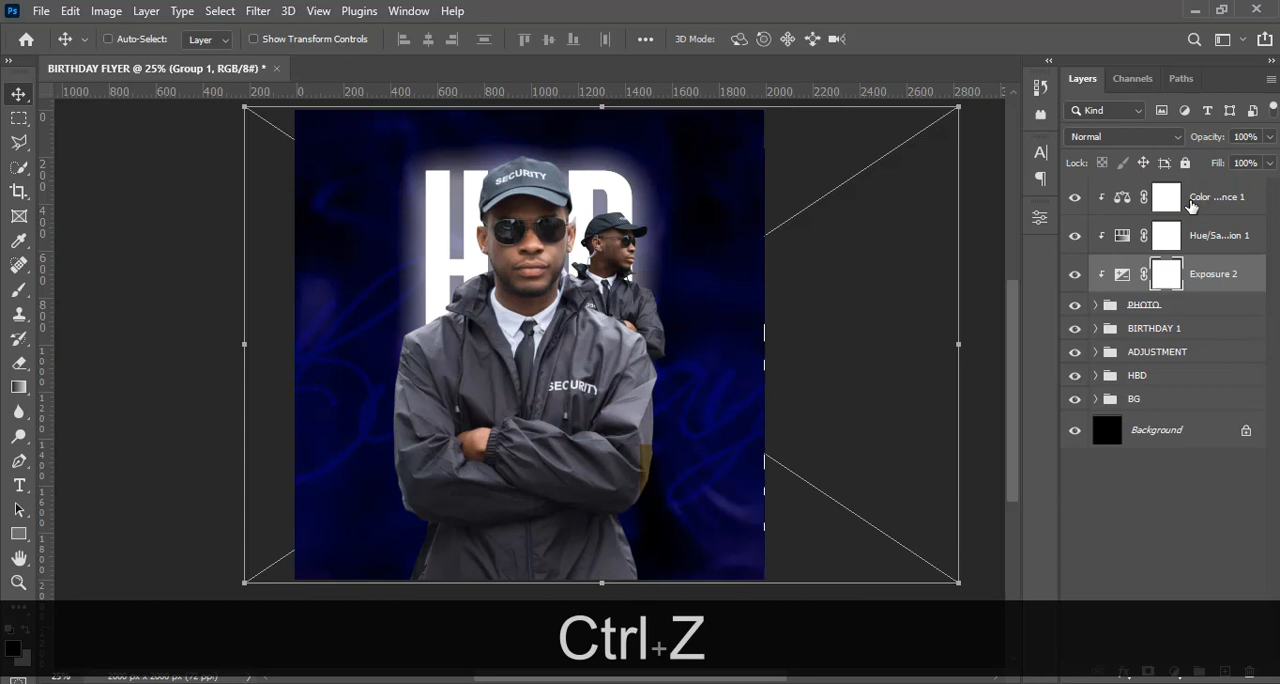 Ps File Edit Image Layer Type Select Filter 3D View Plugins Window Help
Auto-Select: Layer Show Transform Controls 3D Mode:
BIRTHDAY FLYER @ 25% (Group 1, RGB/8#) *
1000 800 600 400 200 0 200 400 600 800 1000 1200 1400 1600 1800 2000 2200 2400 2600 2800
Layers Channels Paths
Kind
Normal Opacity: 100%
Lock: Fill: 100%
Color ...nce 1
Hue/Sa...ion 1
Exposure 2
PHOTO
BIRTHDAY 1
ADJUSTMENT
HBD
BG
Background
SECURITY
SECURITY
Ctrl+Z